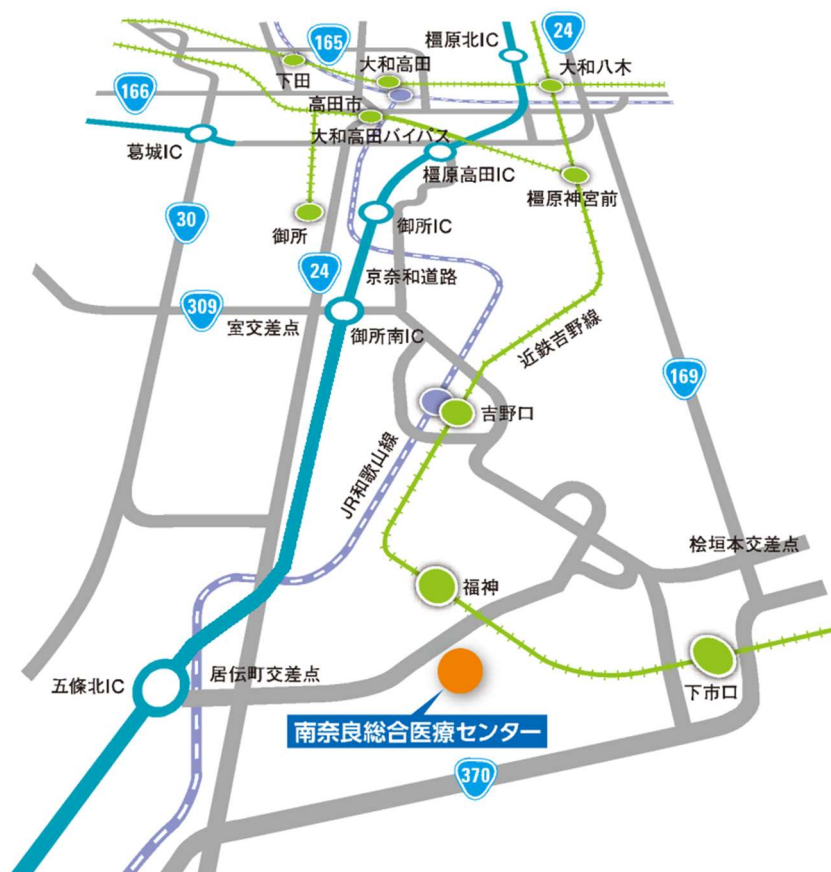 24
165
橿原北IC
大和高田
大和八木
下田
166
高田市
大和高田バイパス
葛城IC
橿原高田IC
橿原神宮前
30
御所
御所IC
24
京奈和道路
309
室交差点
御所南IC
近鉄吉野線
169
吉野口
JR和歌山線
桧垣本交差点
福神
五條北IC
居伝町交差点
下市口
南奈良総合医療センター
370